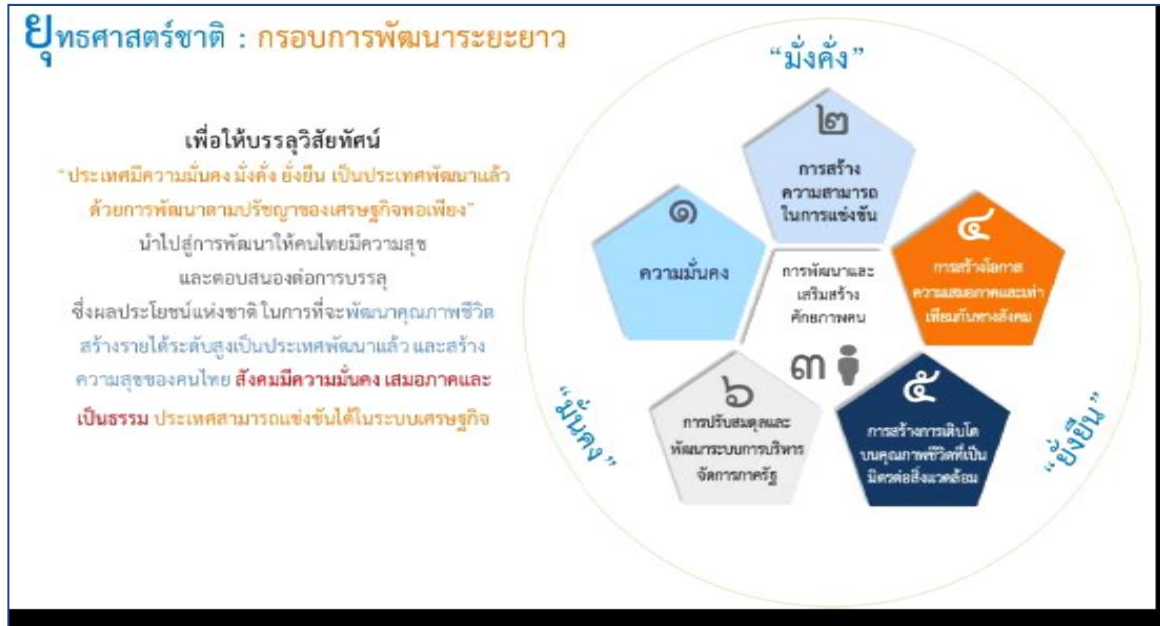 ยุทธศาสตร์ชาติ : กรอบการพัฒนาระยะยาว
เพื่อให้บรรลุวิสัยทัศน์
"ประเทศมีความมั่นคง มั่งคั่ง ยั่งยืน เป็นประเทศพัฒนาแล้ว
ด้วยการพัฒนาตามปรัชญาของเศรษฐกิจพอเพียง"
นำไปสู่การพัฒนาให้คนไทยมีความสุข
และตอบสนองต่อการบรรลุ
ซึ่งผลประโยชน์แห่งชาติ ในการที่จะพัฒนาคุณภาพชีวิต
สร้างรายได้ระดับสูงเป็นประเทศพัฒนาแล้ว และสร้าง
ความสุขของคนไทย สังคมมีความมั่นคง เสมอภาคและ
เป็นธรรม ประเทศสามารถแข่งขันได้ในระบบเศรษฐกิจ
"มั่งคั่ง"
๑
ความมั่นคง
๒
การสร้าง
ความสามารถ
ในการแข่งขัน
การพัฒนาและ
เสริมสร้าง
ศักยภาพคน
๓
๔
การสร้างโอกาส
ความเสมอภาคและเท่า
เทียมกันทางสังคม
๕
การสร้างการเติบโต
บนคุณภาพชีวิตที่เป็น
มิตรต่อสิ่งแวดล้อม
๖
การปรับสมดุลและ
พัฒนาระบบการบริหาร
จัดการภาครัฐ
"มั่นคง"
"ยั่งยืน"